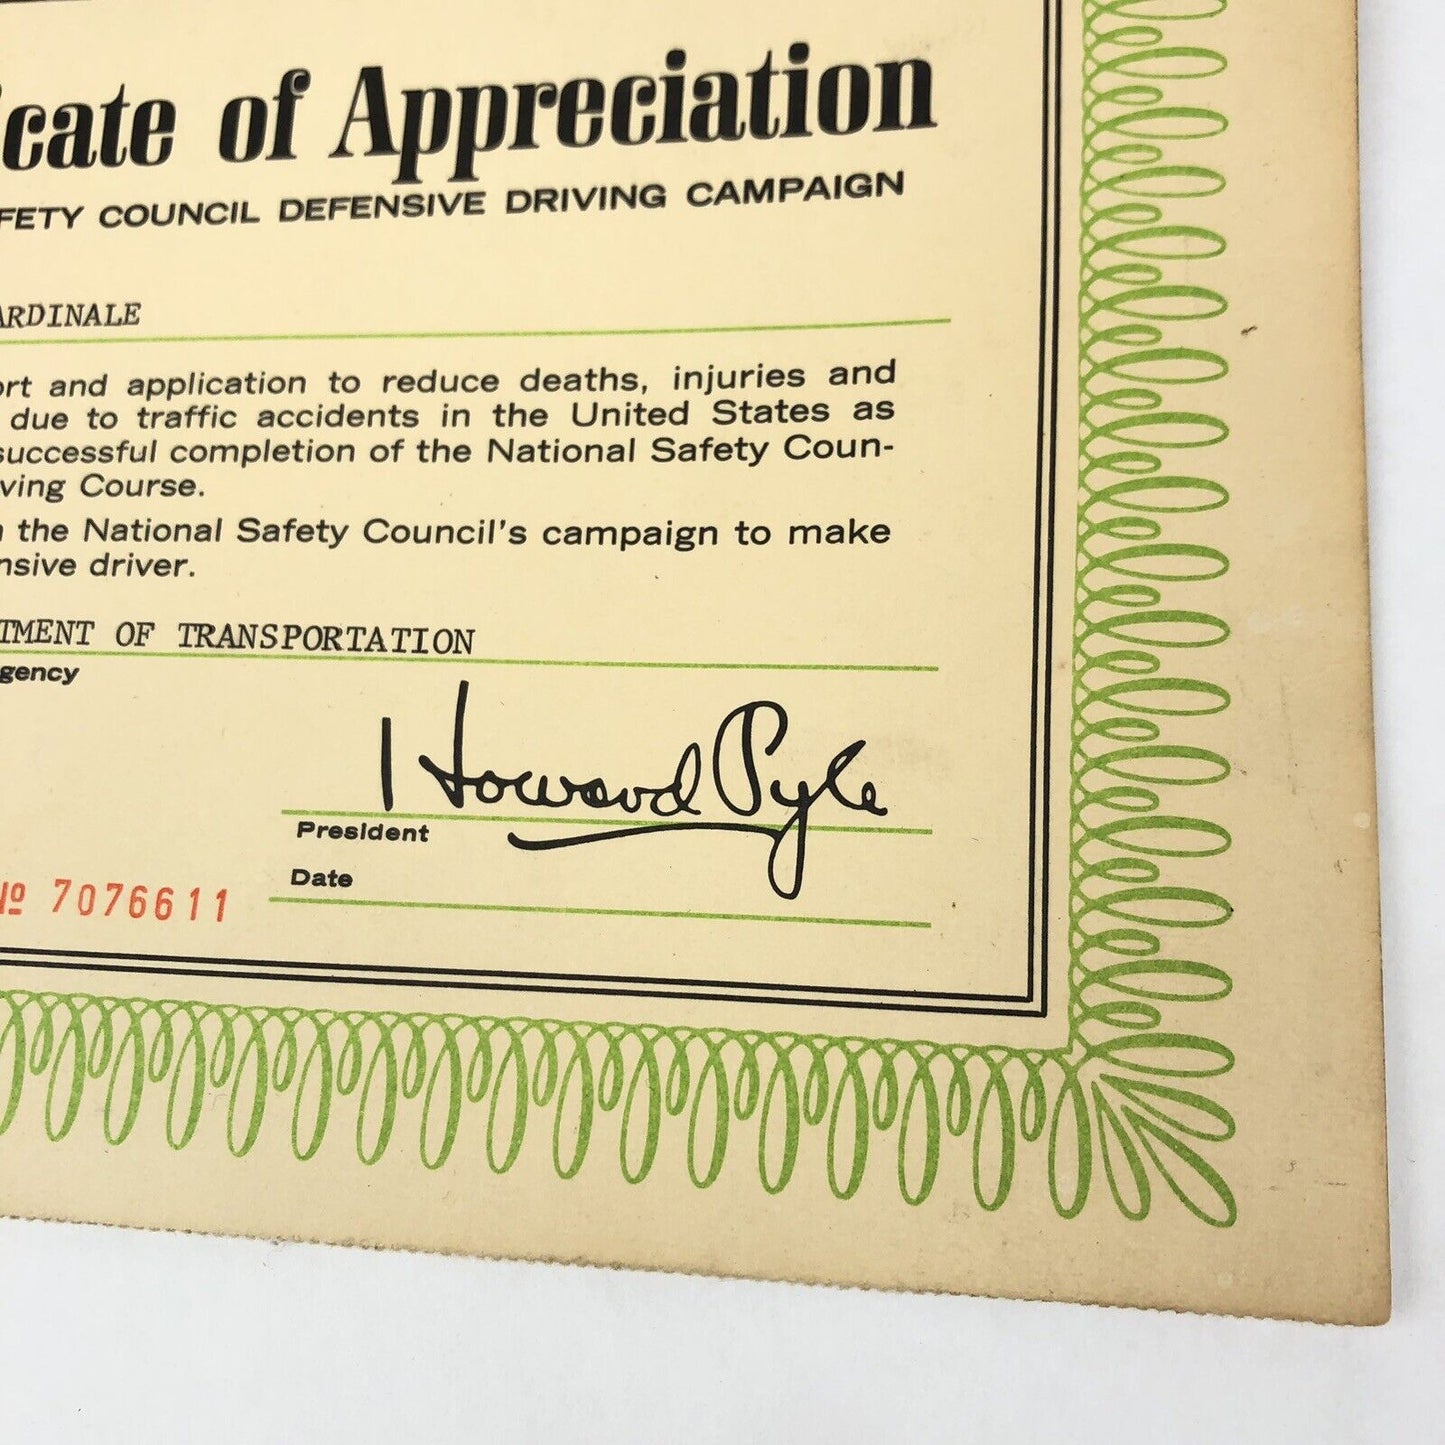 icate of Appreciation
FETY COUNCIL DEFENSIVE DRIVING CAMPAIGN
ARDINALE
ort and application to reduce deaths, injuries and
due to traffic accidents in the United States as
successful completion of the National Safety Coun-
ving Course.
the National Safety Council's campaign to make
nsive driver.
TMENT OF TRANSPORTATION
gency
Howard Pyle
President
Date
№ 7076611